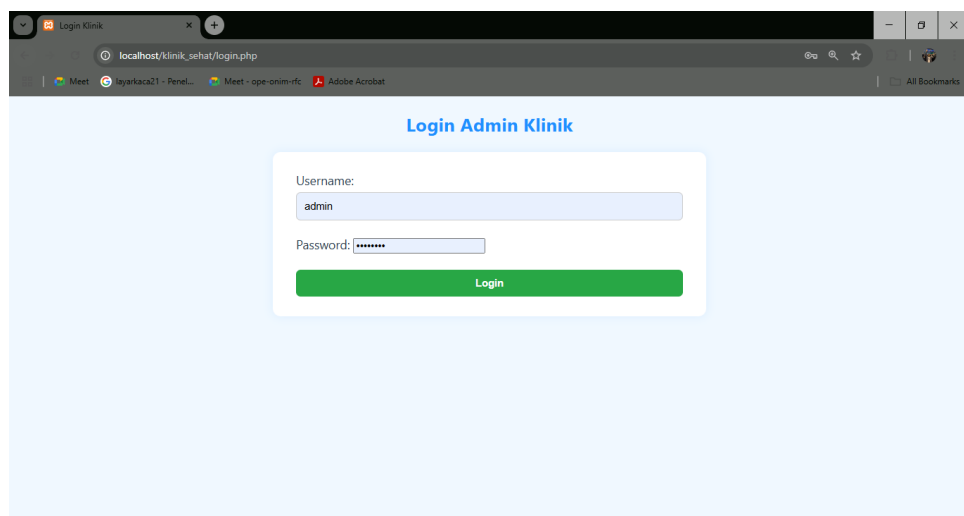 Login Klinik
localhost/klinik_sehat/login.php
Meet
layarkaca21 - Penel...
Meet - ope-onim-rfc
Adobe Acrobat
All Bookmarks
Login Admin Klinik
Username:
admin
Password: ••••••••
Login